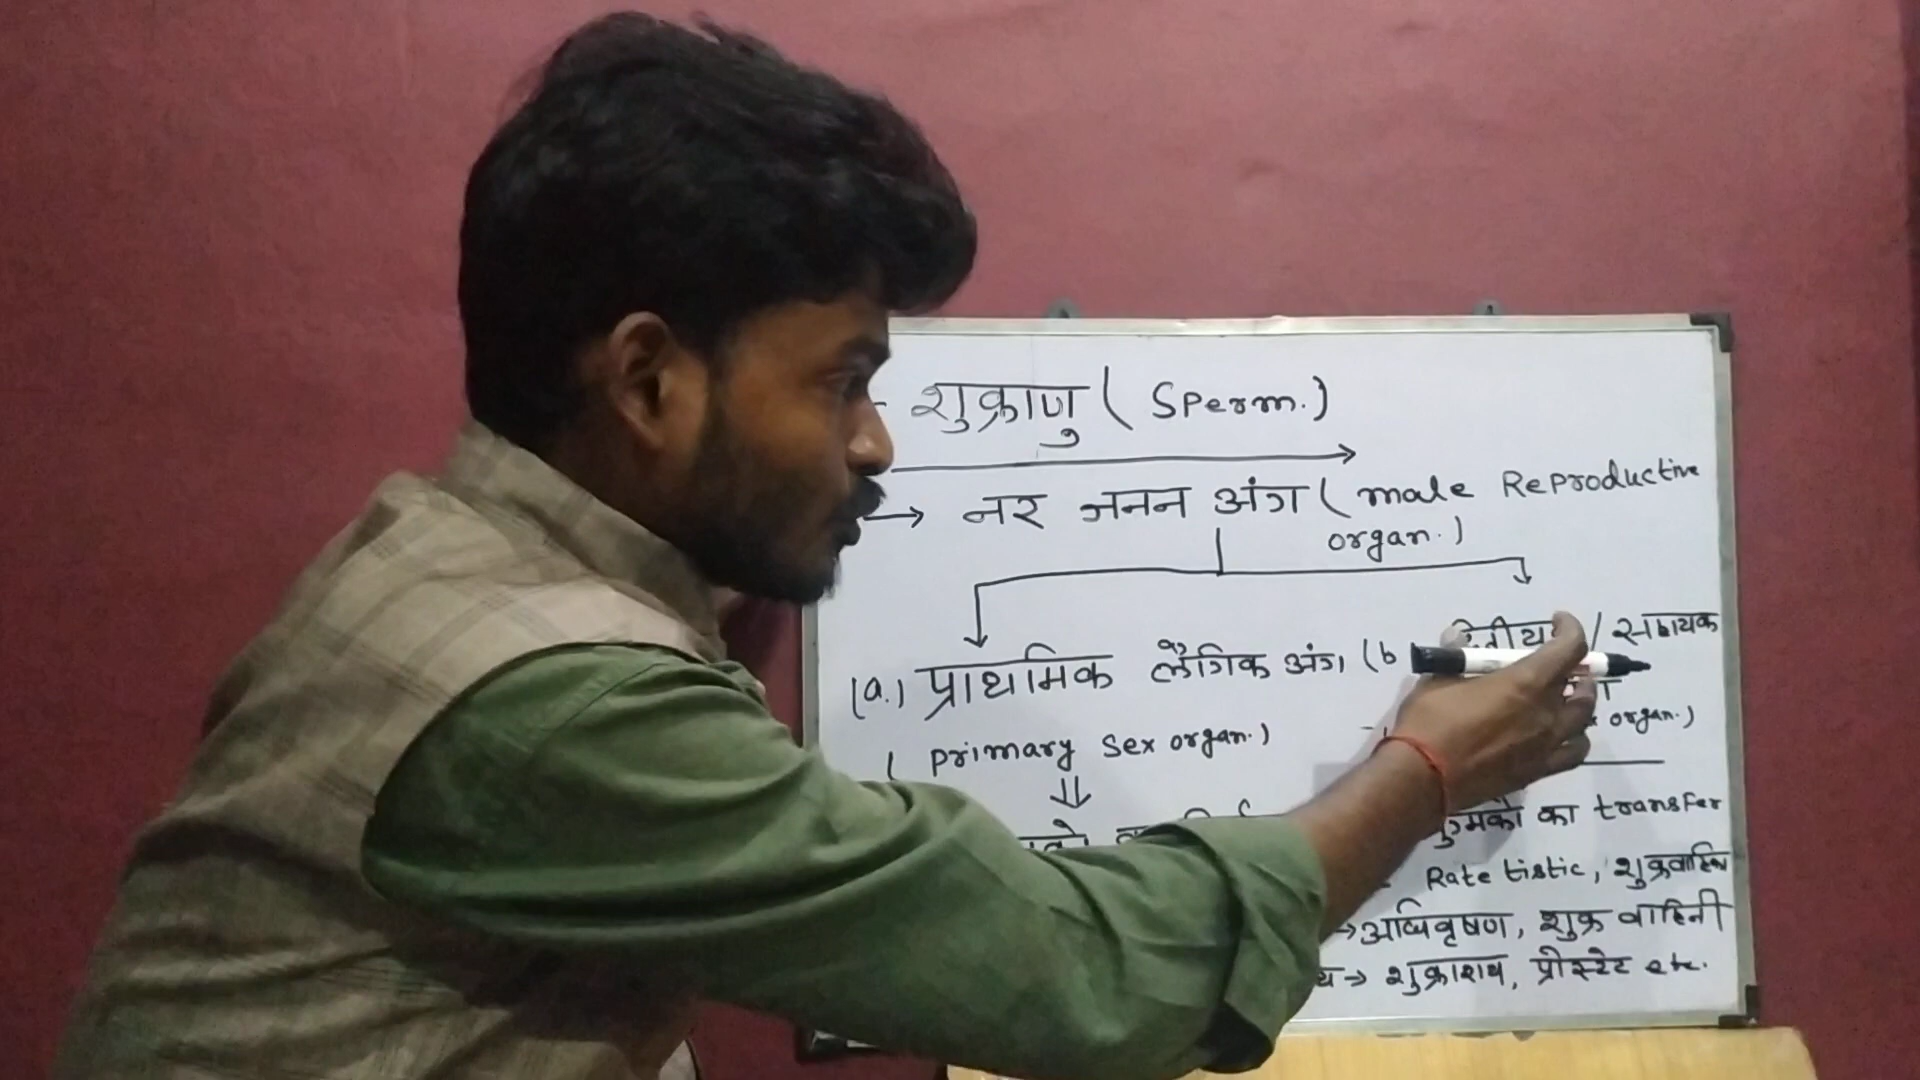 शुक्राणु ( Sperm. )
→ नर जनन अंग ( male Reproductive
organ. )
(a.) प्राथमिक लैंगिक अंग (b / सहायक
( Primary Sex organ. ) organ. )
का transfer
Rate tistic, शुक्रवाहिका
→ अधिवृषण, शुक्र वाहिनी
→ शुक्राशय, प्रोस्टेट etc.